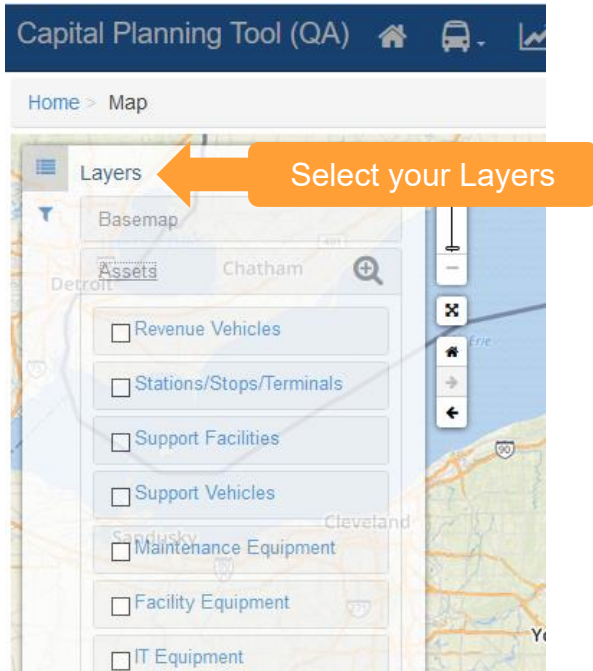 Capital Planning Tool (QA)
Home > Map
Layers
Select your Layers
Basemap
401
Assets
Chatham
Detroit
Revenue Vehicles
Erie
Stations/Stops/Terminals
Support Facilities
90
Support Vehicles
Cleveland
Sandusky
Maintenance Equipment
Facility Equipment
IT Equipment